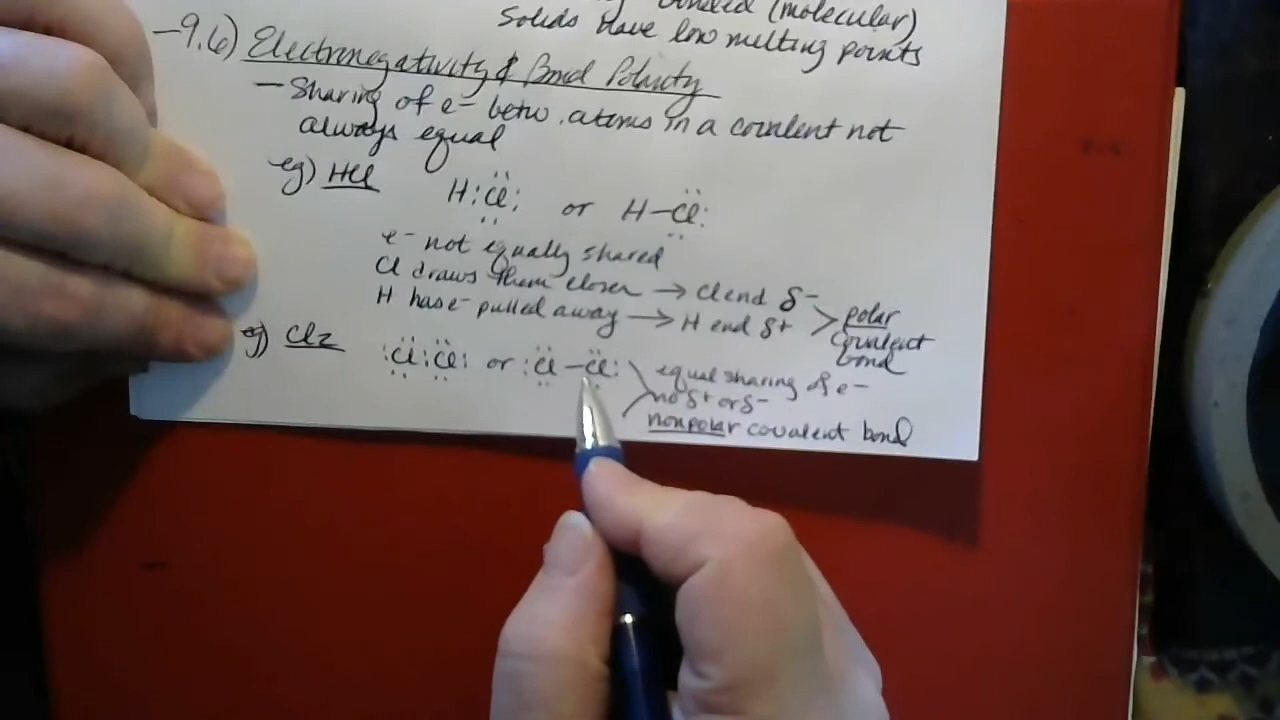 (molecular)
Solids have low melting points
-9.6) Electronegativity & Bond Polarity
- Sharing of e- betw. atoms in a covalent not
always equal
eg) HCl H:Cl: or H-Cl:
e- not equally shared
Cl draws them closer → Cl end δ-
H has e- pulled away → H end δ+ > polar
covalent
bond
eg) Cl2 :Cl:Cl: or :Cl-Cl: equal sharing of e-
no δ+ or δ-
nonpolar covalent bond